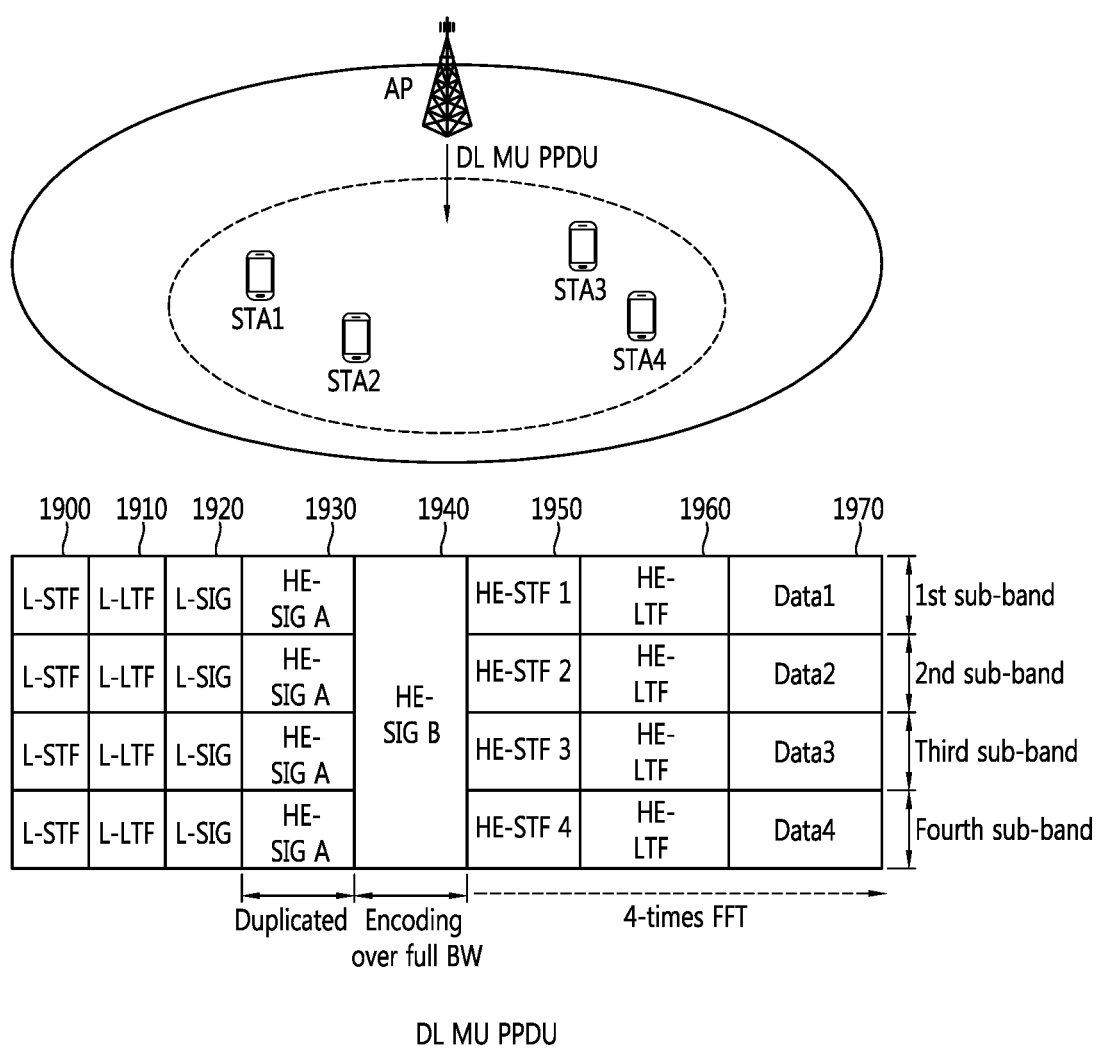 AP
DL MU PPDU
STA1
STA2
STA3
STA4
1900 1910 1920 1930 1940 1950 1960 1970
L-STF L-LTF L-SIG HE-
SIG A HE-STF 1 HE-
LTF Data1 1st sub-band
L-STF L-LTF L-SIG HE-
SIG A HE-STF 2 HE-
LTF Data2 2nd sub-band
HE-
SIG B
L-STF L-LTF L-SIG HE-
SIG A HE-STF 3 HE-
LTF Data3 Third sub-band
L-STF L-LTF L-SIG HE-
SIG A HE-STF 4 HE-
LTF Data4 Fourth sub-band
Duplicated
Encoding
over full BW
4-times FFT
DL MU PPDU